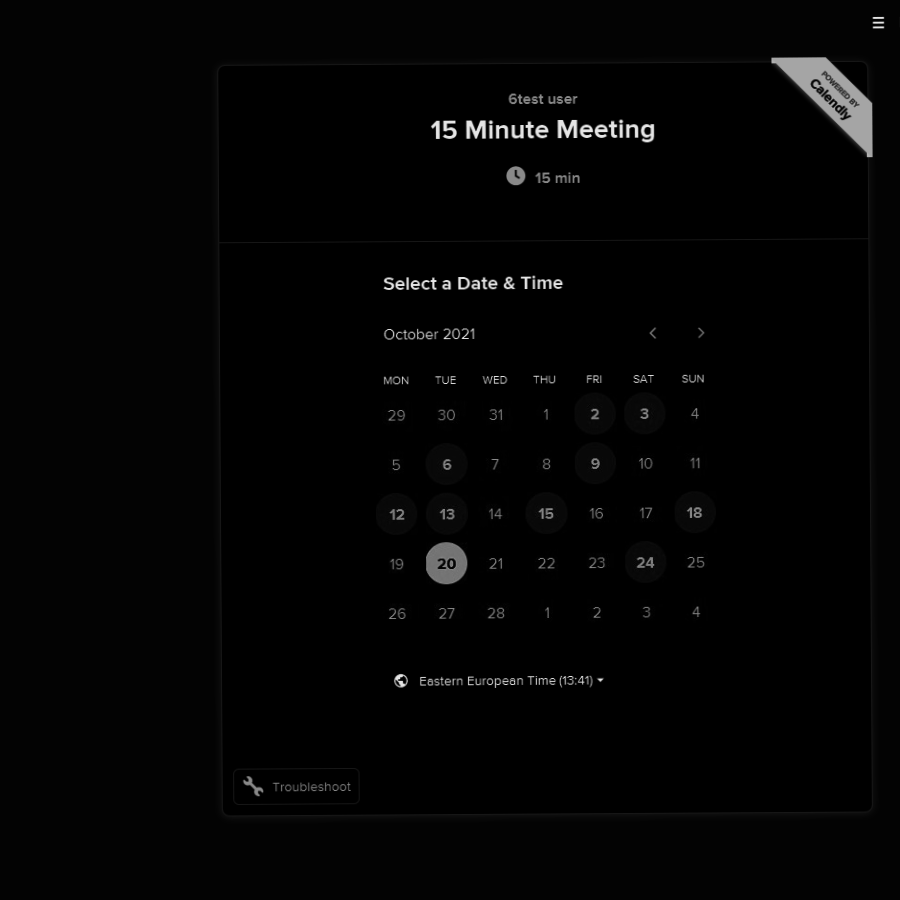 POWERED BY
Calendly
6test user
15 Minute Meeting
15 min
Select a Date & Time
October 2021
MON TUE WED THU FRI SAT SUN
29 30 31 1 2 3 4
5 6 7 8 9 10 11
12 13 14 15 16 17 18
19 20 21 22 23 24 25
26 27 28 1 2 3 4
Eastern European Time (13:41)
Troubleshoot